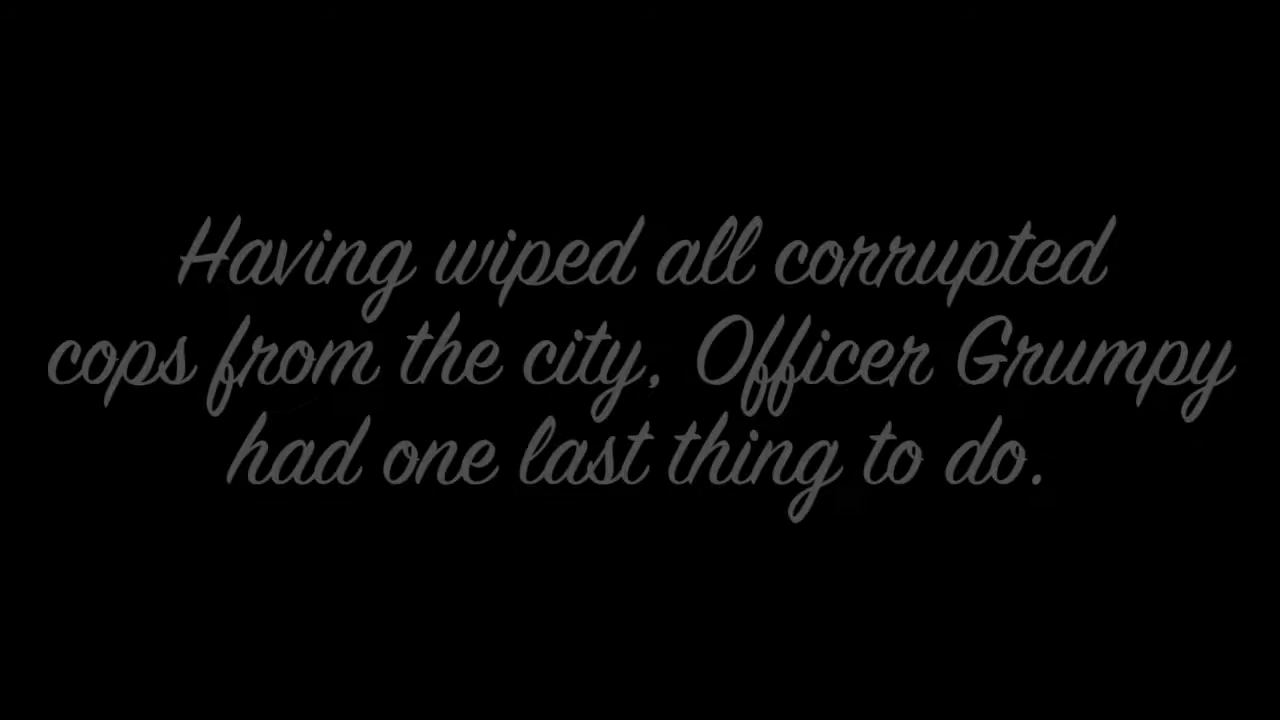 Having wiped all corrupted
cops from the city, Officer Grumpy
had one last thing to do.